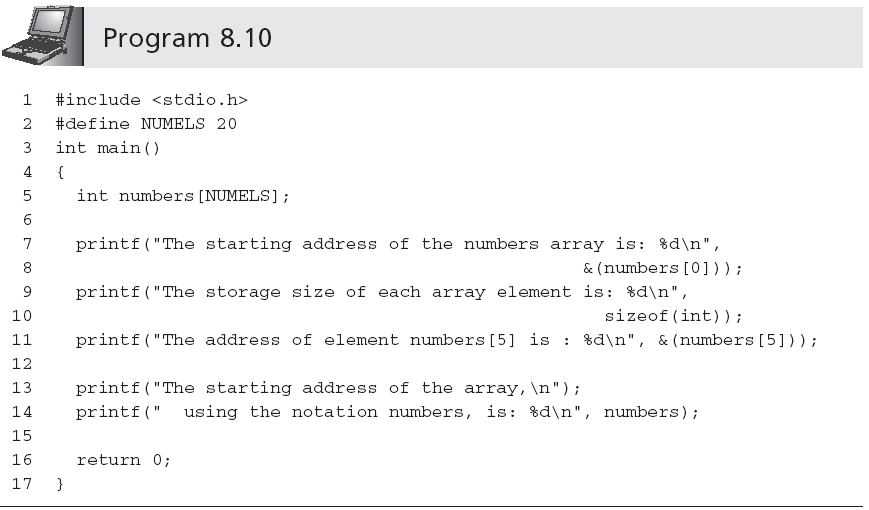 Program 8.10
1 #include <stdio.h>
2 #define NUMELS 20
3 int main()
4 {
5   int numbers[NUMELS];
6
7   printf("The starting address of the numbers array is: %d\n",
8                                                   &(numbers[0]));
9   printf("The storage size of each array element is: %d\n",
10                                                    sizeof(int));
11   printf("The address of element numbers[5] is : %d\n", &(numbers[5]));
12
13   printf("The starting address of the array,\n");
14   printf("  using the notation numbers, is: %d\n", numbers);
15
16   return 0;
17 }